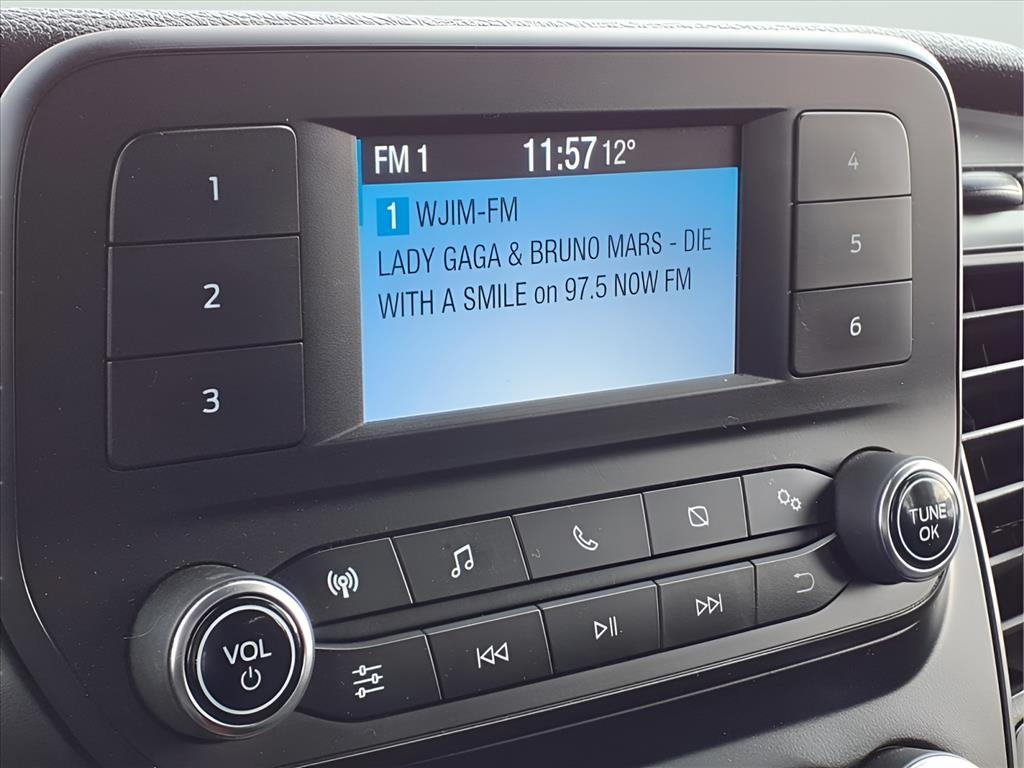 FM 1 11:57 12°
1 WJIM-FM
LADY GAGA & BRUNO MARS - DIE
WITH A SMILE on 97.5 NOW FM
1
2
3
4
5
6
VOL
TUNE
OK